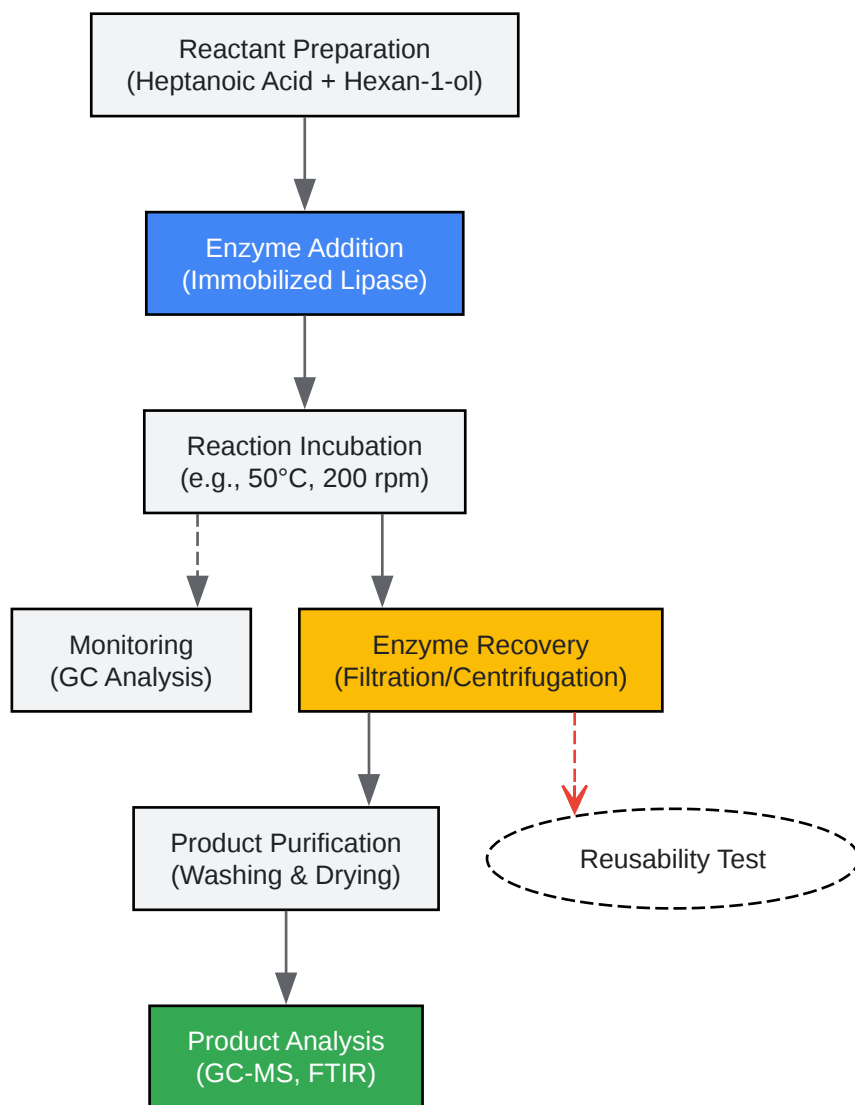 Reactant Preparation
(Heptanoic Acid + Hexan-1-ol)
Enzyme Addition
(Immobilized Lipase)
Reaction Incubation
(e.g., 50°C, 200 rpm)
Monitoring
(GC Analysis)
Enzyme Recovery
(Filtration/Centrifugation)
Product Purification
(Washing & Drying)
Reusability Test
Product Analysis
(GC-MS, FTIR)